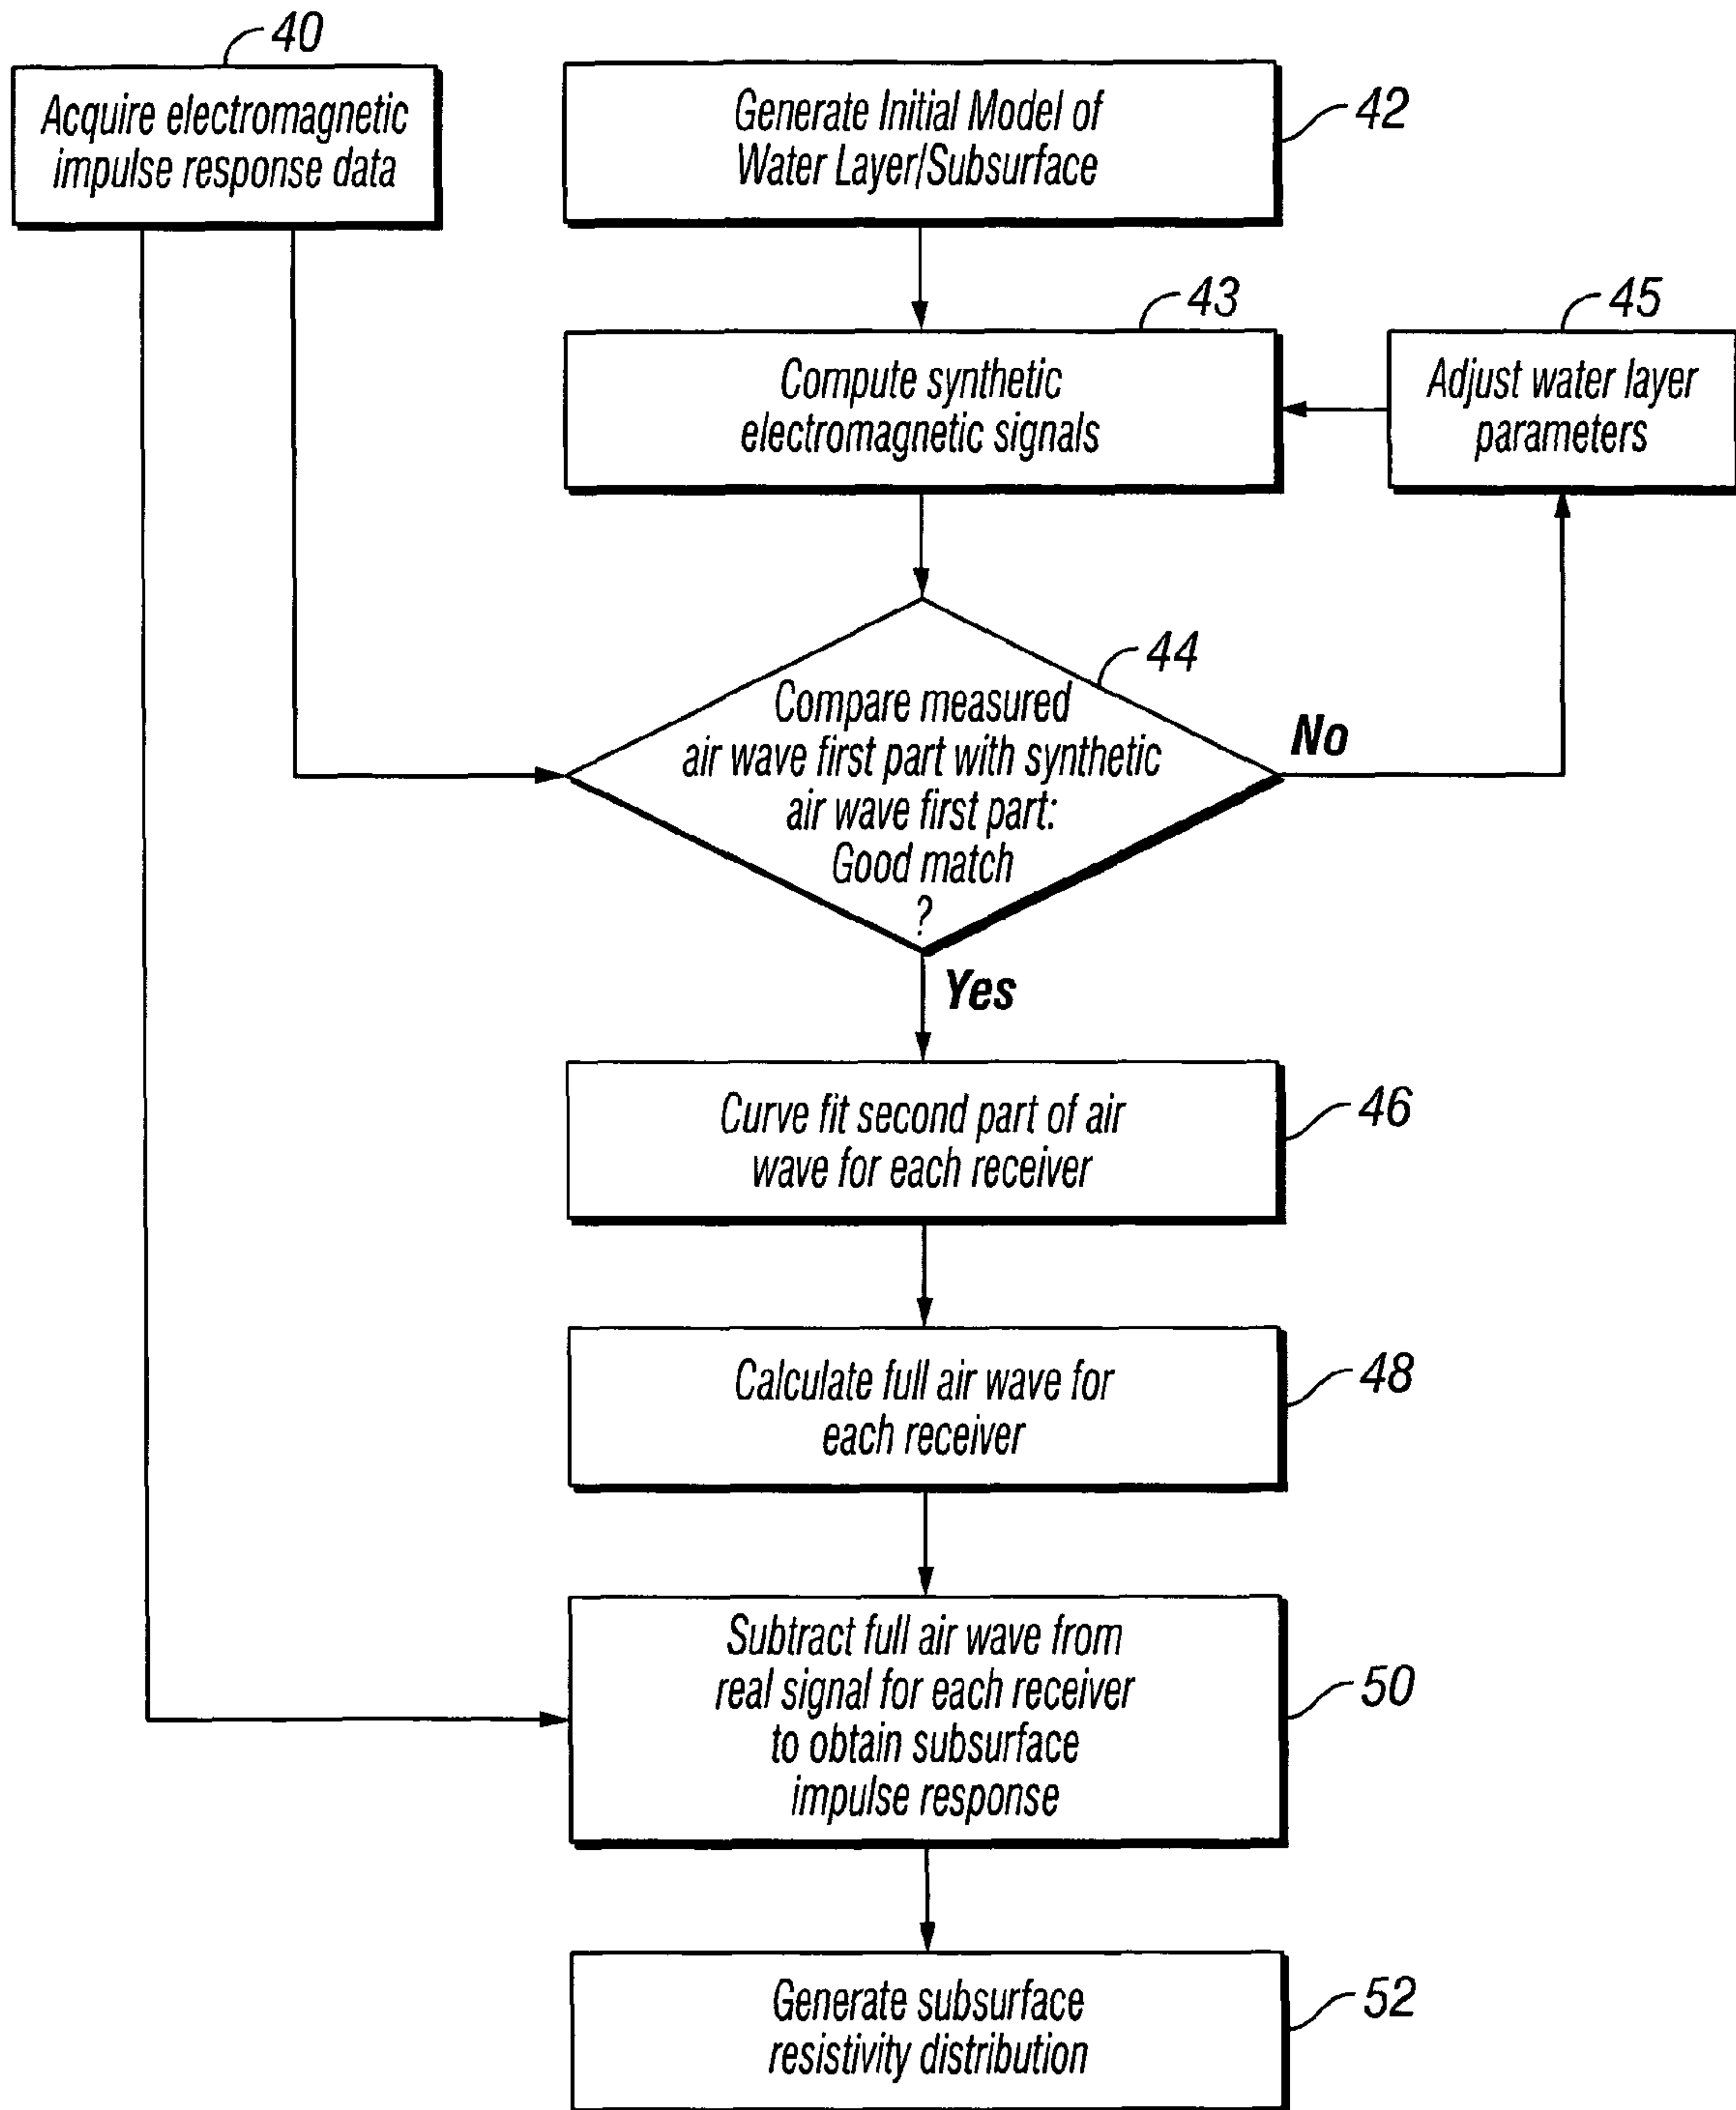 40
Acquire electromagnetic
impulse response data
Generate Initial Model of
Water Layer/Subsurface
42
43
Compute synthetic
electromagnetic signals
45
Adjust water layer
parameters
44
Compare measured
air wave first part with synthetic
air wave first part:
Good match
?
No
Yes
Curve fit second part of air
wave for each receiver
46
Calculate full air wave for
each receiver
48
Subtract full air wave from
real signal for each receiver
to obtain subsurface
impulse response
50
Generate subsurface
resistivity distribution
52